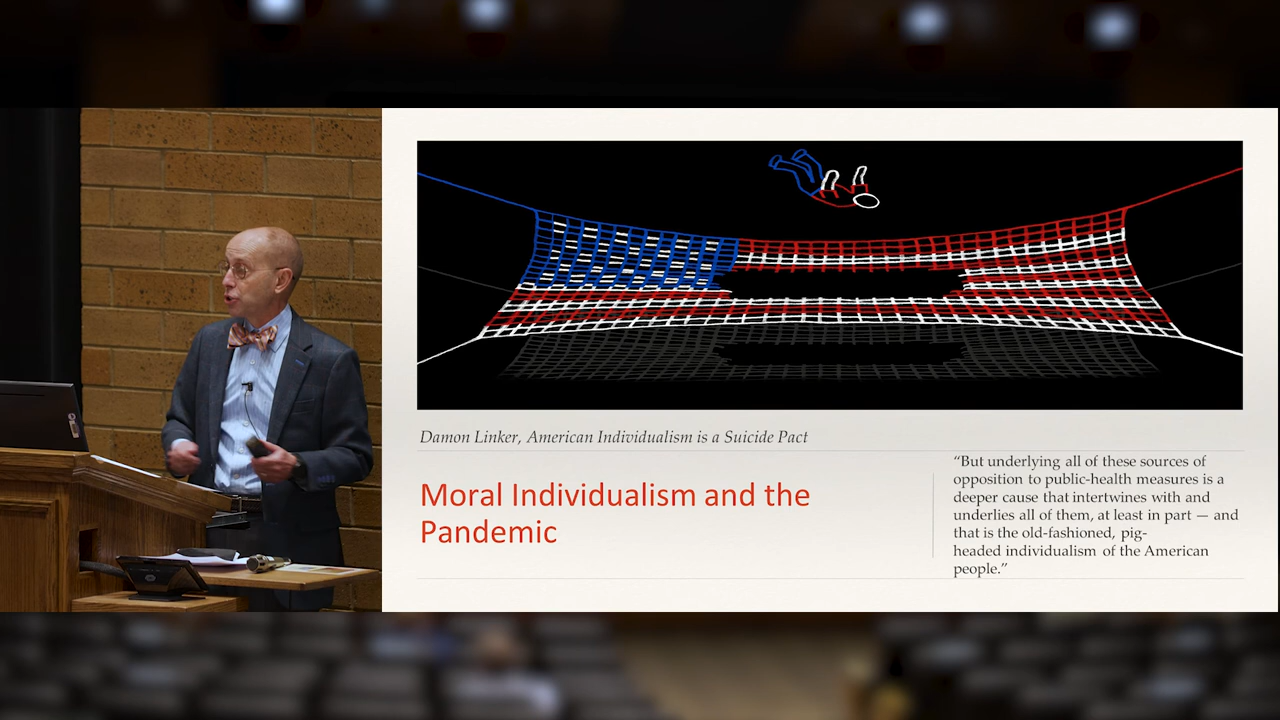 Damon Linker, American Individualism is a Suicide Pact
Moral Individualism and the
Pandemic
“But underlying all of these sources of
opposition to public-health measures is a
deeper cause that intertwines with and
underlies all of them, at least in part — and
that is the old-fashioned, pig-
headed individualism of the American
people.”